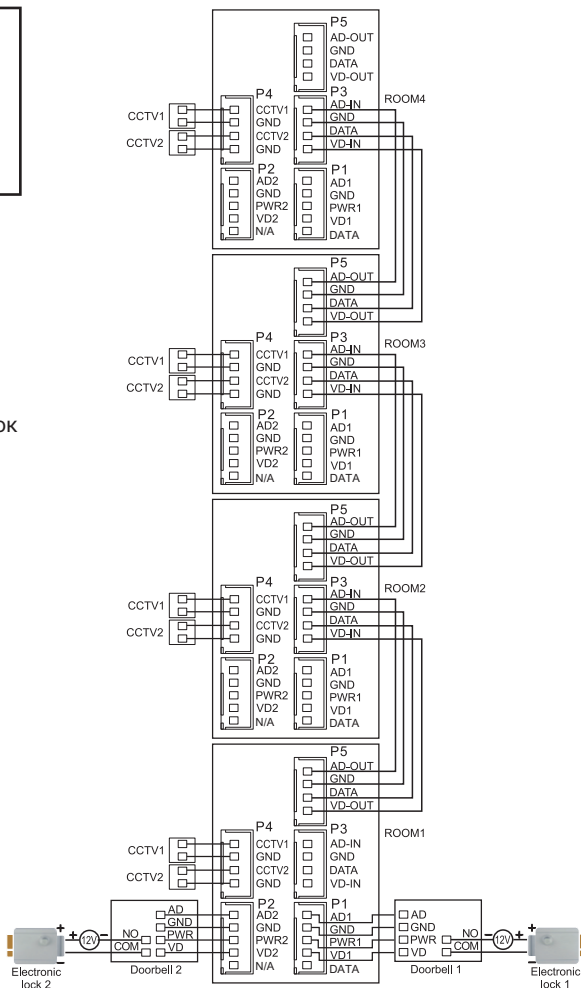 P5
AD-OUT
GND
DATA
VD-OUT
P4
CCTV1
GND
CCTV2
GND
P3
AD-IN
GND
DATA
VD-IN
ROOM4
CCTV1
CCTV2
P2
AD2
GND
PWR2
VD2
N/A
P1
AD1
GND
PWR1
VD1
DATA
P5
AD-OUT
GND
DATA
VD-OUT
P4
CCTV1
GND
CCTV2
GND
P3
AD-IN
GND
DATA
VD-IN
ROOM3
CCTV1
CCTV2
P2
AD2
GND
PWR2
VD2
N/A
P1
AD1
GND
PWR1
VD1
DATA
P5
AD-OUT
GND
DATA
VD-OUT
P4
CCTV1
GND
CCTV2
GND
P3
AD-IN
GND
DATA
VD-IN
ROOM2
CCTV1
CCTV2
P2
AD2
GND
PWR2
VD2
N/A
P1
AD1
GND
PWR1
VD1
DATA
P5
AD-OUT
GND
DATA
VD-OUT
P4
CCTV1
GND
CCTV2
GND
P3
AD-IN
GND
DATA
VD-IN
ROOM1
CCTV1
CCTV2
P2
AD2
GND
PWR2
VD2
N/A
P1
AD1
GND
PWR1
VD1
DATA
AD
GND
PWR
VD
NO
COM
+ 12V -
+
-
Doorbell 2
Electronic
lock 2
AD
GND
PWR
VD
NO
COM
- 12V +
+
-
Doorbell 1
Electronic
lock 1